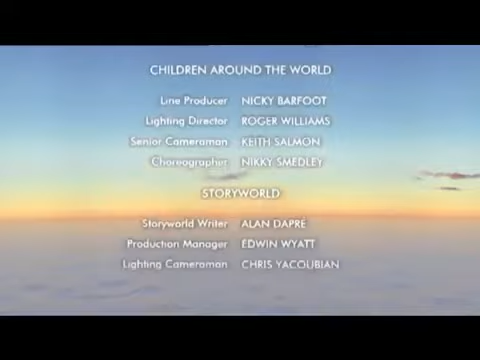 CHILDREN AROUND THE WORLD
Line Producer NICKY BARFOOT
Lighting Director ROGER WILLIAMS
Senior Cameraman KEITH SALMON
Choreographer NIKKY SMEDLEY
STORYWORLD
Storyworld Writer ALAN DAPRÉ
Production Manager EDWIN WYATT
Lighting Cameraman CHRIS YACOUBIAN